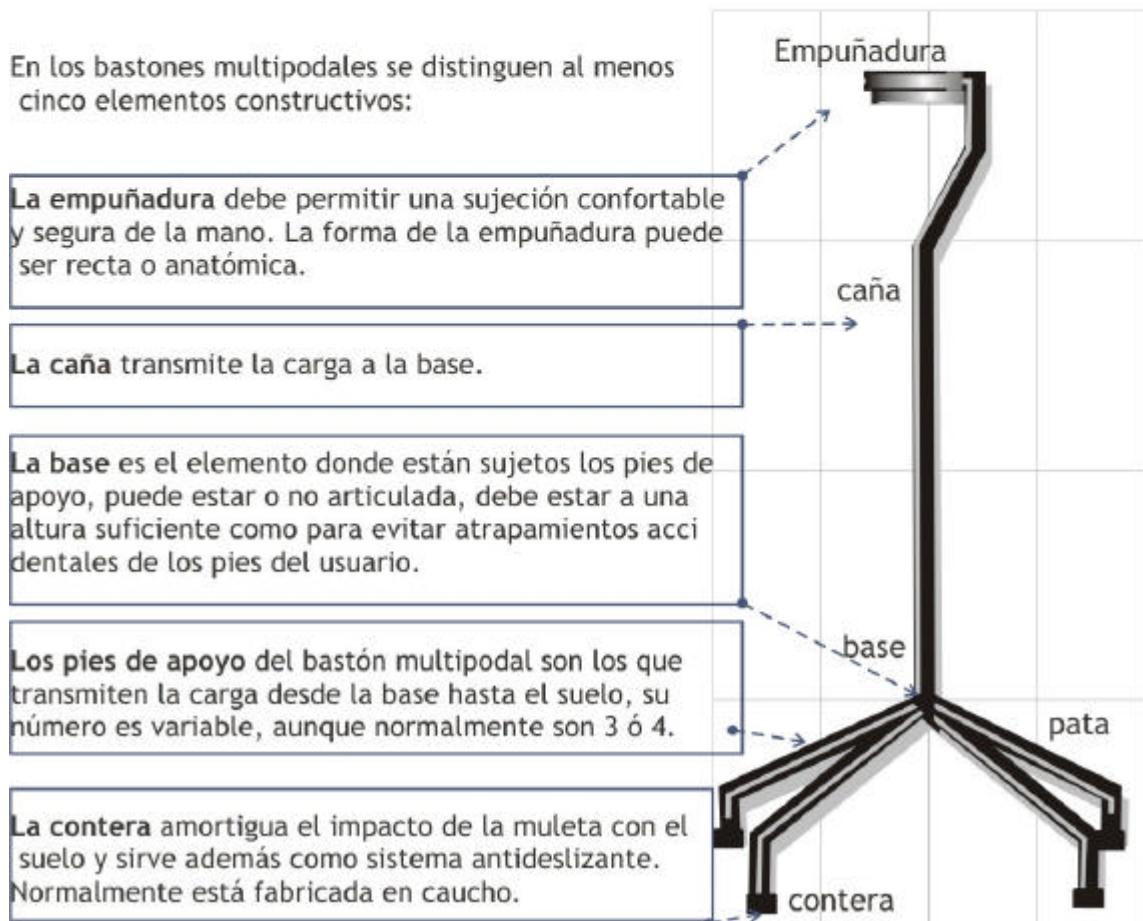 En los bastones multipodales se distinguen al menos
cinco elementos constructivos:
La empuñadura debe permitir una sujeción confortable
y segura de la mano. La forma de la empuñadura puede
ser recta o anatómica.
La caña transmite la carga a la base.
La base es el elemento donde están sujetos los pies de
apoyo, puede estar o no articulada, debe estar a una
altura suficiente como para evitar atrapamientos acci
dentales de los pies del usuario.
Los pies de apoyo del bastón multipodal son los que
transmiten la carga desde la base hasta el suelo, su
número es variable, aunque normalmente son 3 ó 4.
La contera amortigua el impacto de la muleta con el
suelo y sirve además como sistema antideslizante.
Normalmente está fabricada en caucho.
Empuñadura
caña
base
pata
contera